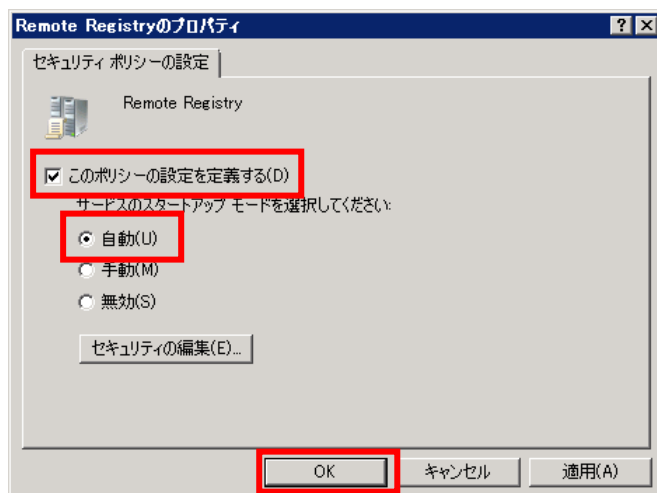 Remote Registryのプロパティ
セキュリティ ポリシーの設定
Remote Registry
このポリシーの設定を定義する(D)
サービスのスタートアップ モードを選択してください:
自動(U)
手動(M)
無効(S)
セキュリティの編集(E)...
OK キャンセル 適用(A)